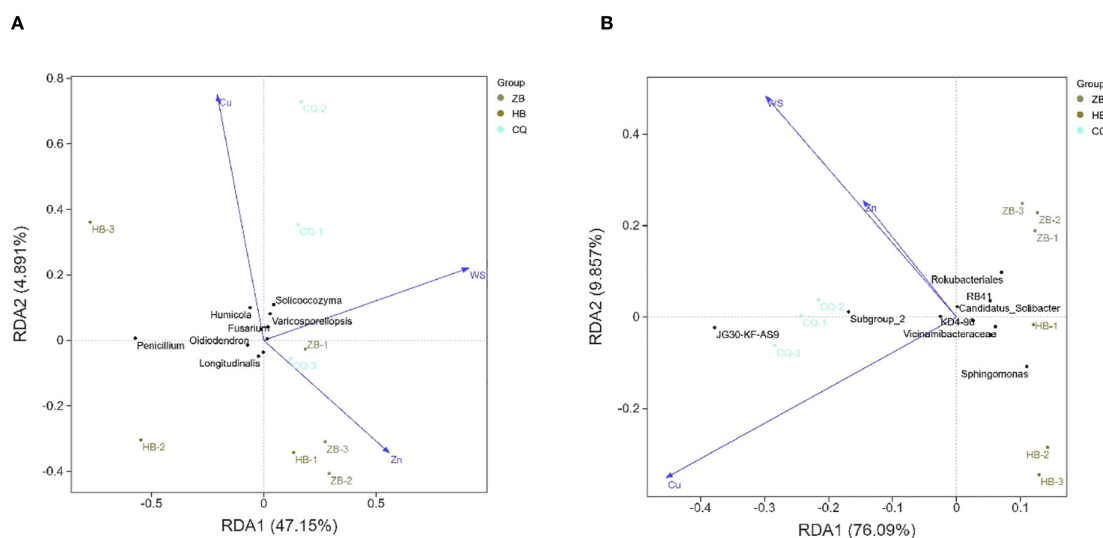 A
B
0.8
0.6
0.4
0.2
0
-0.2
-0.4
-0.5
0
0.5
RDA1 (47.15%)
RDA2 (4.891%)
Cu
WS
Zn
CQ-2
CQ-1
HB-3
Solicoccozyma
Humicola
Varicosporellopsis
Fusarium
Penicillium
Oidiodendron
ZB-1
Longitudinalis
CQ-3
HB-2
HB-1
ZB-3
ZB-2
Group
ZB
HB
CQ
0.4
0.2
0
-0.2
-0.4
-0.3
-0.2
-0.1
0
0.1
RDA1 (76.09%)
RDA2 (9.857%)
WS
Zn
ZB-3
ZB-2
ZB-1
Rokubacteriales
RB41
CQ-2
Candidatus_Solibacter
CQ-1
Subgroup_2
KD4-96
HB-1
JG30-KF-AS9
Vicinamibacteraceae
CQ-3
Sphingomonas
HB-2
HB-3
Cu
Group